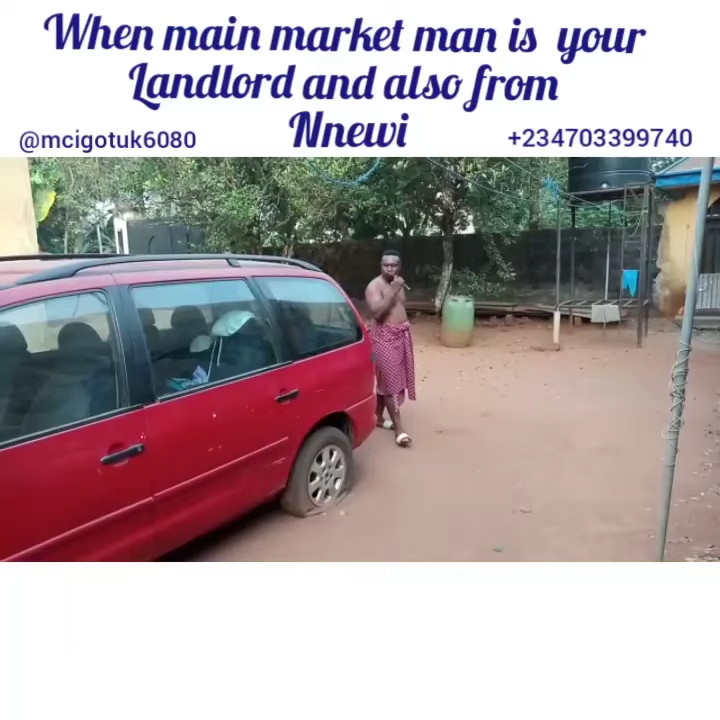 When main market man is your
Landlord and also from
Nnewi
@mcigotuk6080
+234703399740